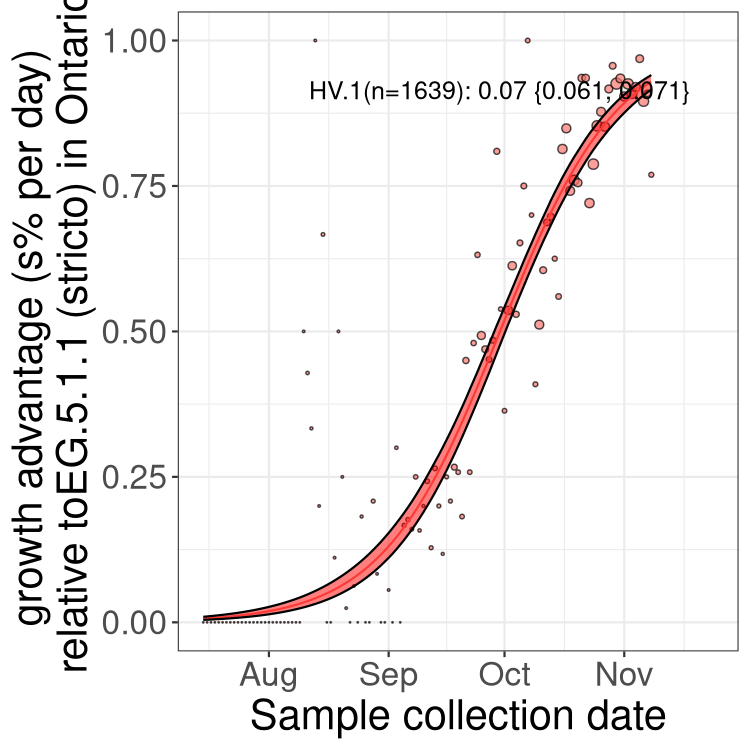 growth advantage (s% per day)
relative toEG.5.1.1 (stricto) in Ontario
1.00
0.75
0.50
0.25
0.00
HV.1(n=1639): 0.07 {0.061, 0.071}
Aug Sep Oct Nov
Sample collection date